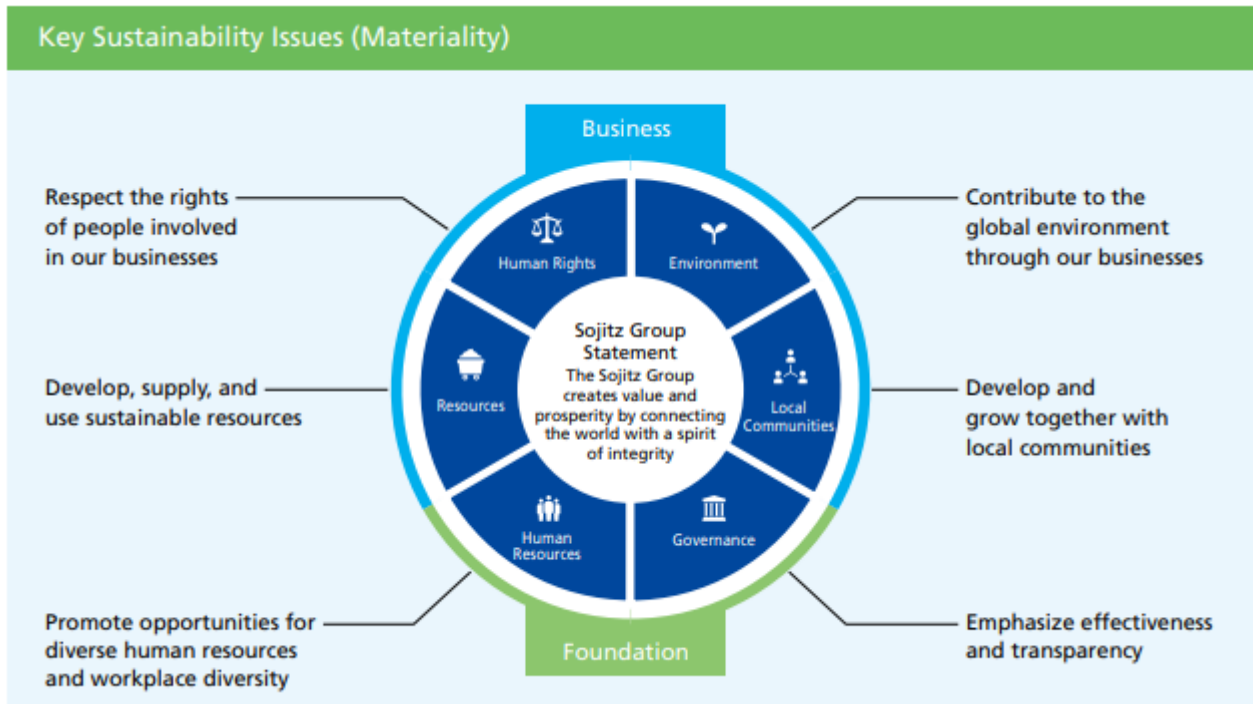 Key Sustainability Issues (Materiality)
Business
Respect the rights
of people involved
in our businesses
Human Rights
Environment
Contribute to the
global environment
through our businesses
Develop, supply, and
use sustainable resources
Resources
Sojitz Group
Statement
The Sojitz Group
creates value and
prosperity by connecting
the world with a spirit
of integrity
Local
Communities
Develop and
grow together with
local communities
Human
Resources
Governance
Promote opportunities for
diverse human resources
and workplace diversity
Foundation
Emphasize effectiveness
and transparency